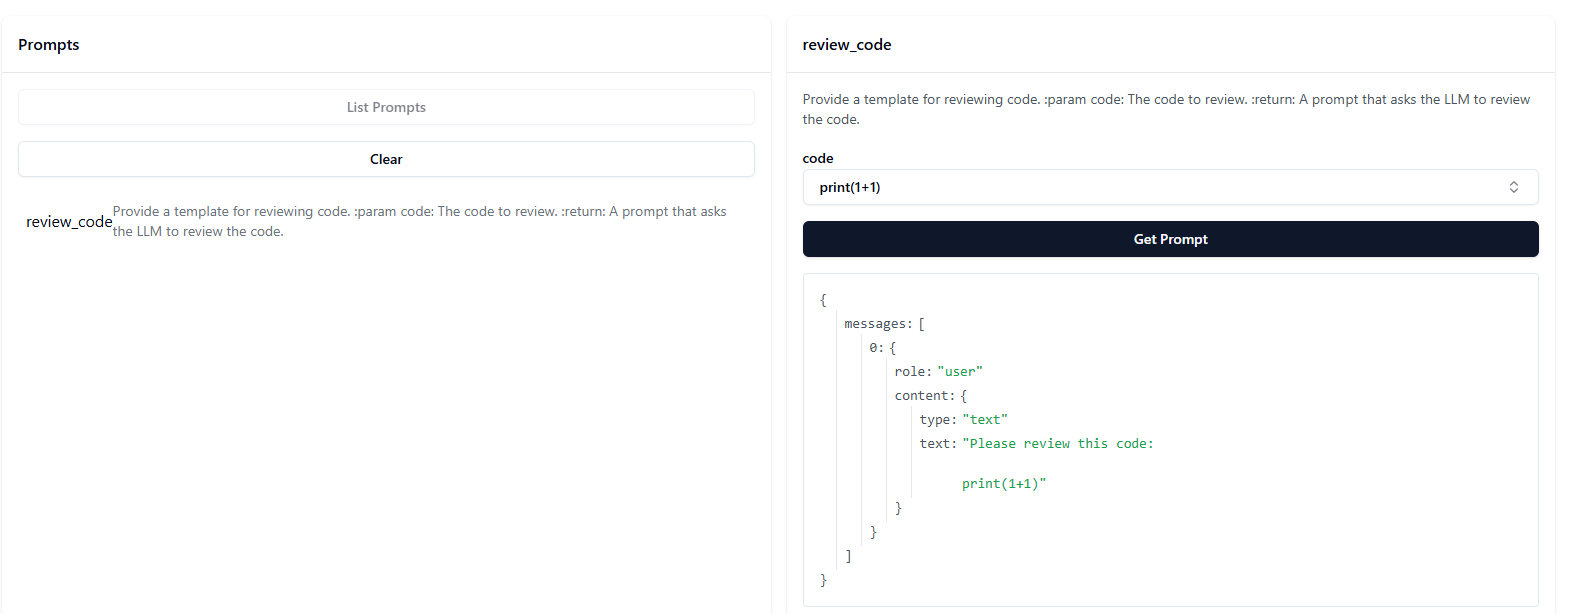 Prompts
List Prompts
Clear
review_code
Provide a template for reviewing code. :param code: The code to review. :return: A prompt that asks
the LLM to review the code.
review_code
Provide a template for reviewing code. :param code: The code to review. :return: A prompt that asks the LLM to review
the code.
code
print(1+1)
Get Prompt
{
messages: [
0: {
role: "user"
content: {
type: "text"
text: "Please review this code:
print(1+1)"
}
}
]
}